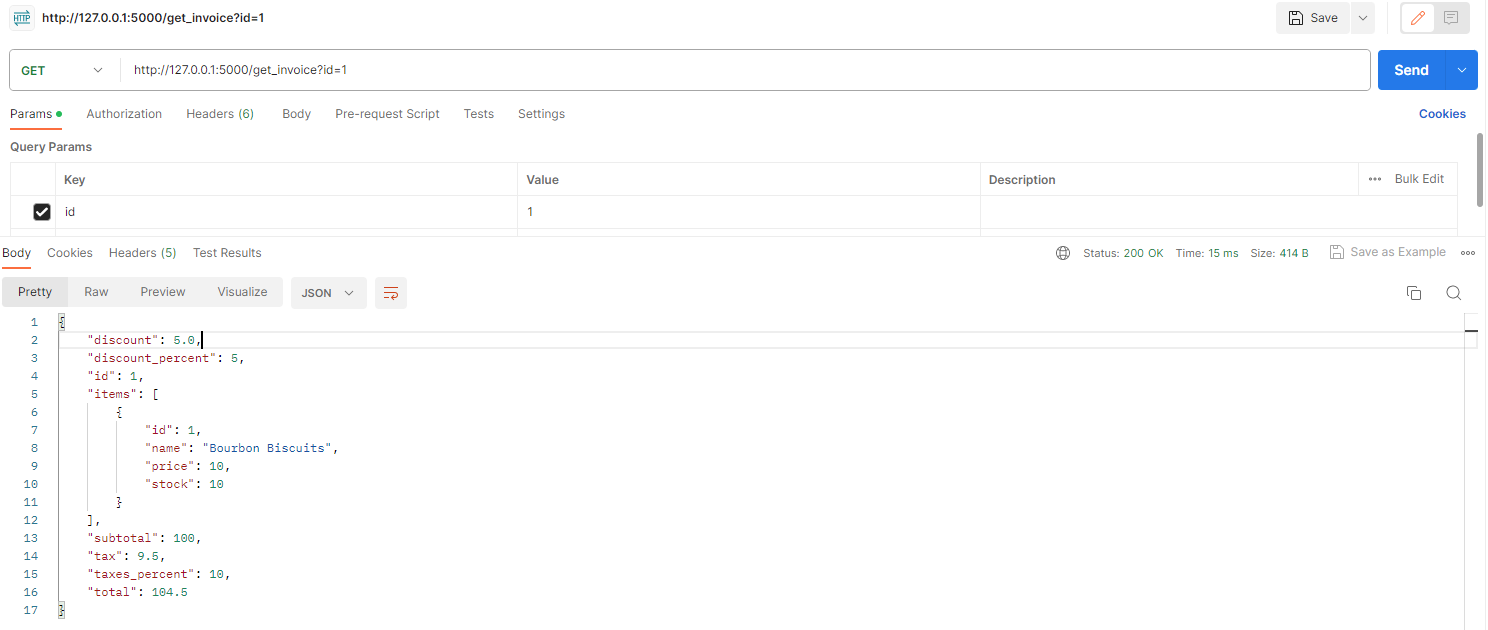 HTTP http://127.0.0.1:5000/get_invoice?id=1 Save
GET http://127.0.0.1:5000/get_invoice?id=1 Send
Params Authorization Headers (6) Body Pre-request Script Tests Settings Cookies
Query Params
Key Value Description Bulk Edit
id 1
Body Cookies Headers (5) Test Results Status: 200 OK Time: 15 ms Size: 414 B Save as Example
Pretty Raw Preview Visualize JSON
1 {
2 "discount": 5.0,
3 "discount_percent": 5,
4 "id": 1,
5 "items": [
6 {
7 "id": 1,
8 "name": "Bourbon Biscuits",
9 "price": 10,
10 "stock": 10
11 }
12 ],
13 "subtotal": 100,
14 "tax": 9.5,
15 "taxes_percent": 10,
16 "total": 104.5
17 }